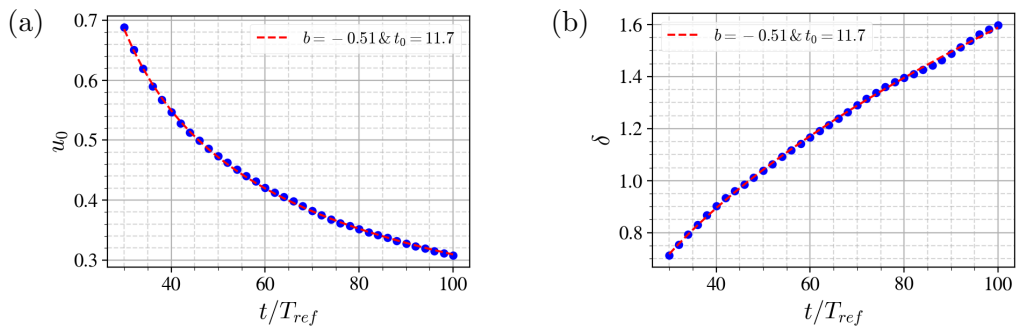 (a)
0.7
0.6
0.5
0.4
0.3
u₀
b = − 0.51 & t₀ = 11.7
40 60 80 100
t/T_ref
(b)
1.6
1.4
1.2
1.0
0.8
δ
b = − 0.51 & t₀ = 11.7
40 60 80 100
t/T_ref